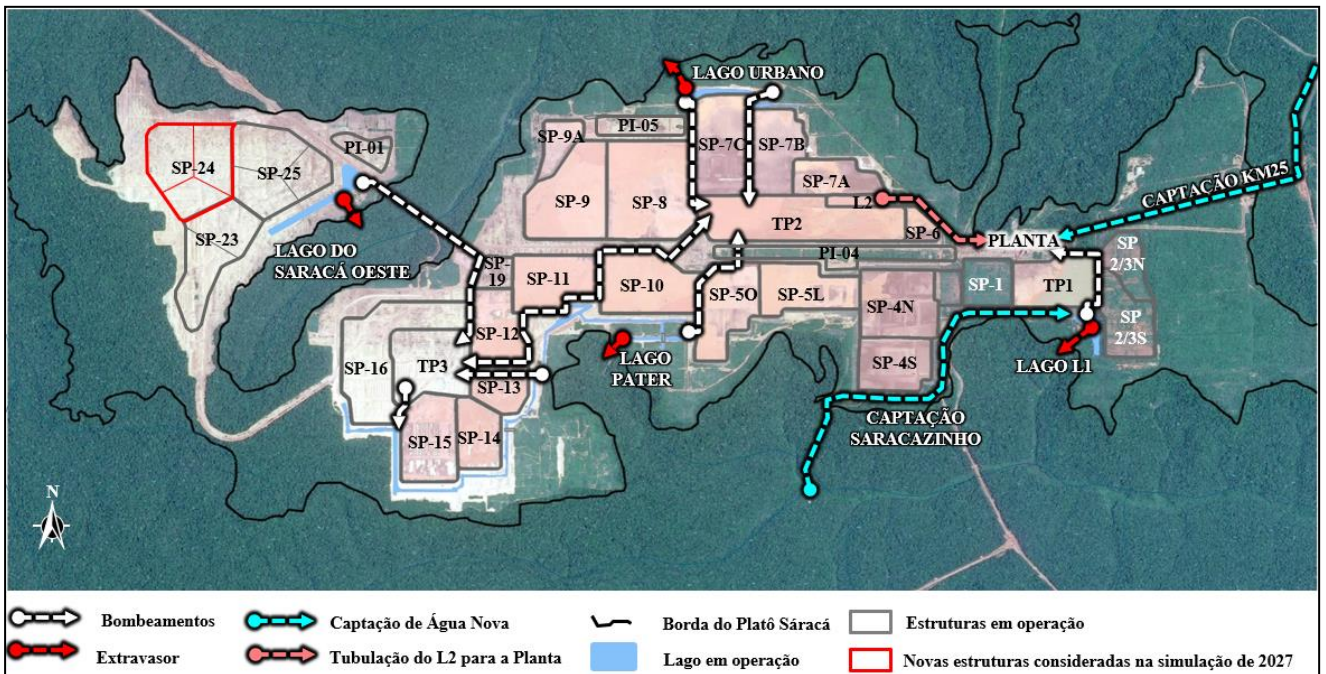 LAGO URBANO
PI-05
SP-9A
SP-7C
SP-7B
PI-01
SP-24
SP-25
SP-7A
CAPTAÇÃO KM25
SP-9
SP-8
L2
TP2
SP-6
SP-23
PLANTA
LAGO DO
SARACÁ OESTE
PI-04
SP
2/3N
SP-
19
SP-11
SP-10
SP-5O
SP-5L
SP-4N
SP-1
TP1
SP-12
SP
2/3S
SP-16
TP3
LAGO
PATER
SP-4S
LAGO L1
SP-13
CAPTAÇÃO
SARACAZINHO
SP-15
SP-14
N
Bombeamentos
Captação de Água Nova
Borda do Platô Sáracá
Estruturas em operação
Extravasor
Tubulação do L2 para a Planta
Lago em operação
Novas estruturas consideradas na simulação de 2027